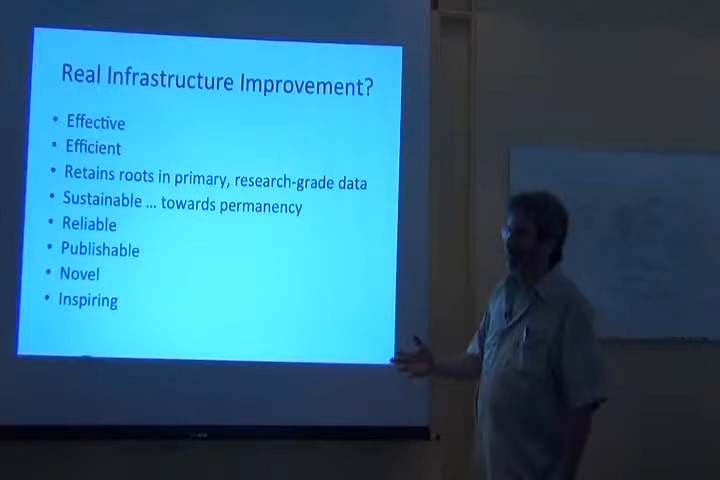 Real Infrastructure Improvement?
• Effective
• Efficient
• Retains roots in primary, research-grade data
• Sustainable ... towards permanency
• Reliable
• Publishable
• Novel
• Inspiring